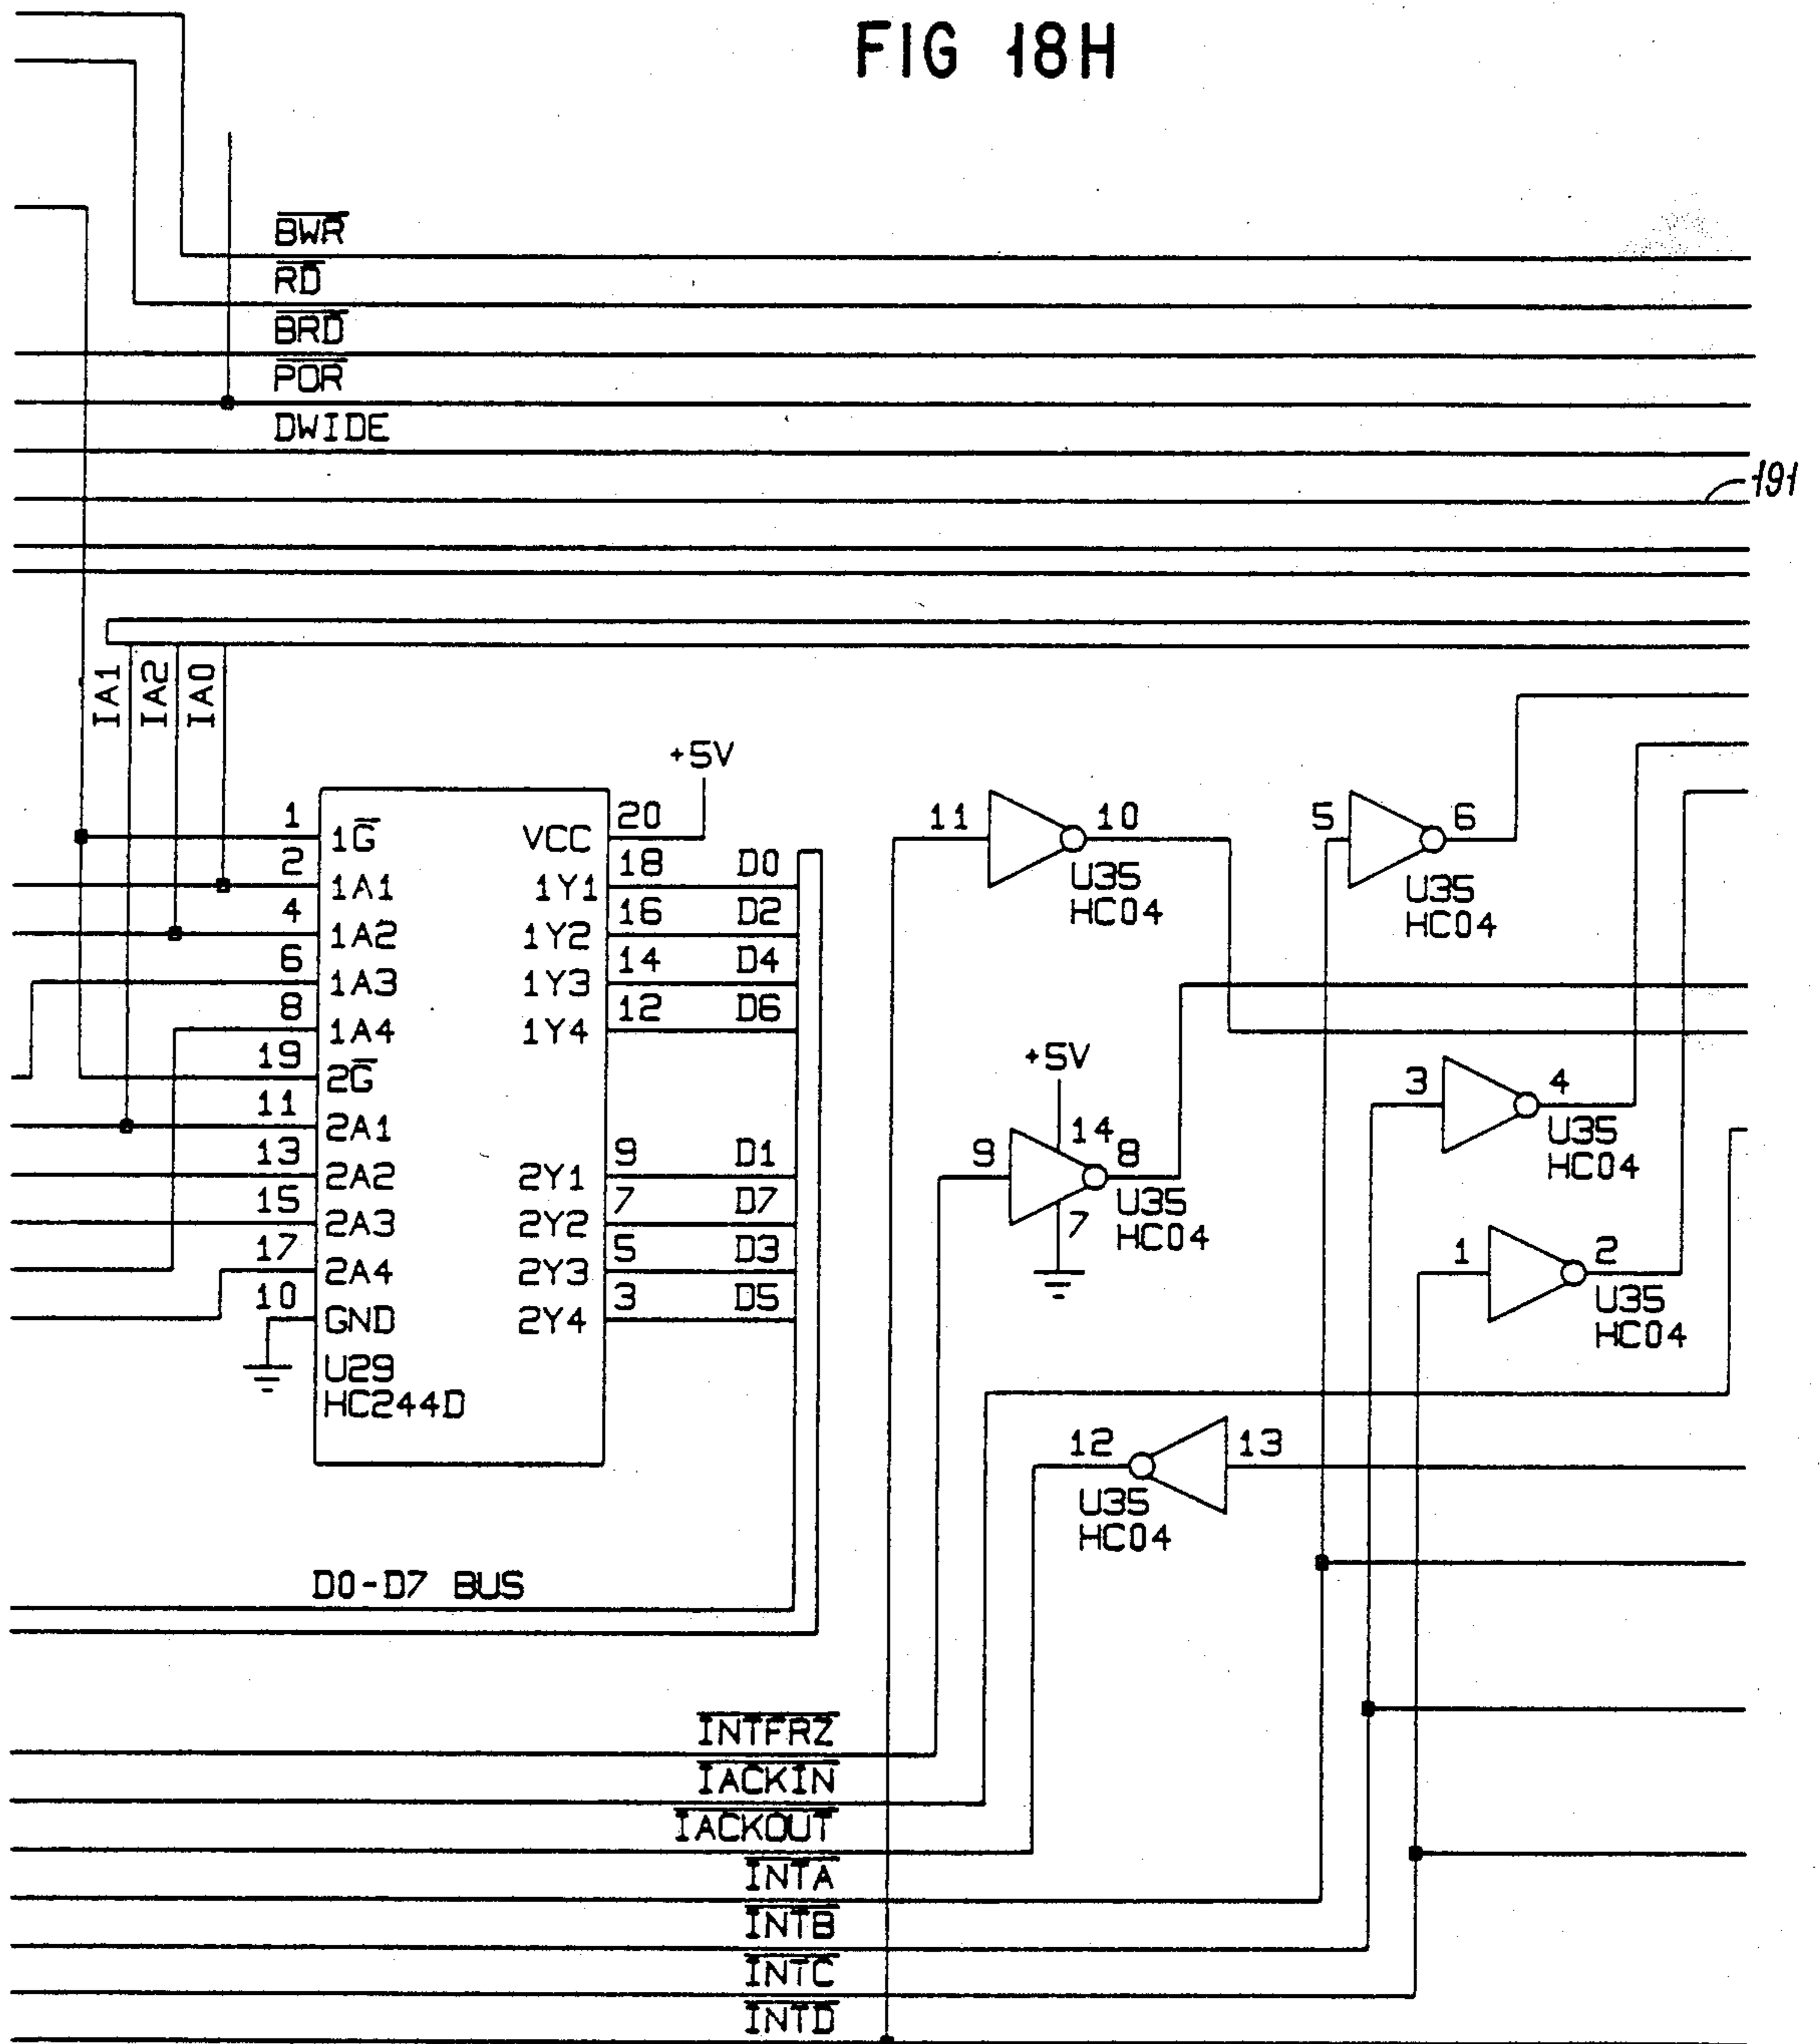 FIG 18H
BWR
RD
BRD
POR
DWIDE
191
IA1
IA2
IA0
+5V
1 1G VCC 20
2 1A1 1Y1 18 D0
4 1A2 1Y2 16 D2
6 1A3 1Y3 14 D4
8 1A4 1Y4 12 D6
19 2G
11 2A1
13 2A2 2Y1 9 D1
15 2A3 2Y2 7 D7
17 2A4 2Y3 5 D3
10 GND 2Y4 3 D5
U29
HC244D
11 10
U35
HC04
5 6
U35
HC04
+5V
14
9 8
7
U35
HC04
3 4
U35
HC04
1 2
U35
HC04
12 13
U35
HC04
D0-D7 BUS
INTFRZ
IACKIN
IACKOUT
INTA
INTB
INTC
INTD